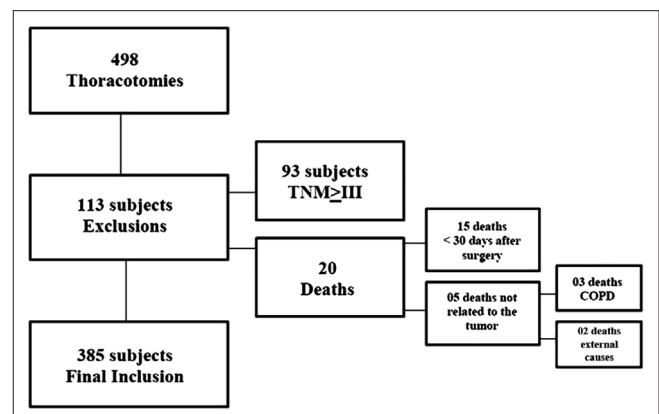 498
Thoracotomies
93 subjects
TNM≥III
113 subjects
Exclusions
15 deaths
< 30 days after
surgery
20
Deaths
03 deaths
COPD
05 deaths not
related to the
tumor
02 deaths
external
causes
385 subjects
Final Inclusion